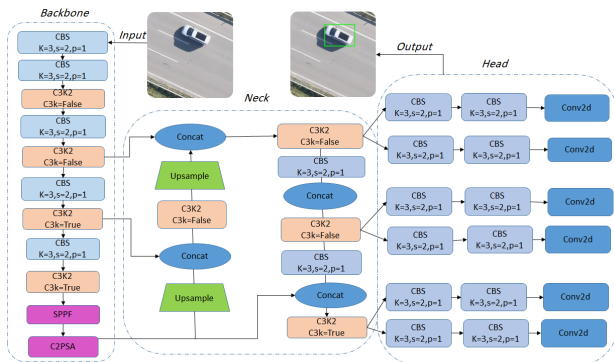 Backbone
CBS
K=3,s=2,p=1
CBS
K=3,s=2,p=1
C3K2
C3k=False
CBS
K=3,s=2,p=1
C3K2
C3k=False
CBS
K=3,s=2,p=1
C3K2
C3k=True
CBS
K=3,s=2,p=1
C3K2
C3k=True
SPPF
C2PSA
Input
Output
Neck
Concat
Upsample
C3K2
C3k=False
Concat
Upsample
C3K2
C3k=False
CBS
K=3,s=2,p=1
Concat
C3K2
C3k=False
CBS
K=3,s=2,p=1
Concat
C3K2
C3k=True
Head
CBS
K=3,s=2,p=1
CBS
K=3,s=2,p=1
Conv2d
CBS
K=3,s=2,p=1
CBS
K=3,s=2,p=1
Conv2d
CBS
K=3,s=2,p=1
CBS
K=3,s=2,p=1
Conv2d
CBS
K=3,s=2,p=1
CBS
K=3,s=2,p=1
Conv2d
CBS
K=3,s=2,p=1
CBS
K=3,s=2,p=1
Conv2d
CBS
K=3,s=2,p=1
CBS
K=3,s=2,p=1
Conv2d